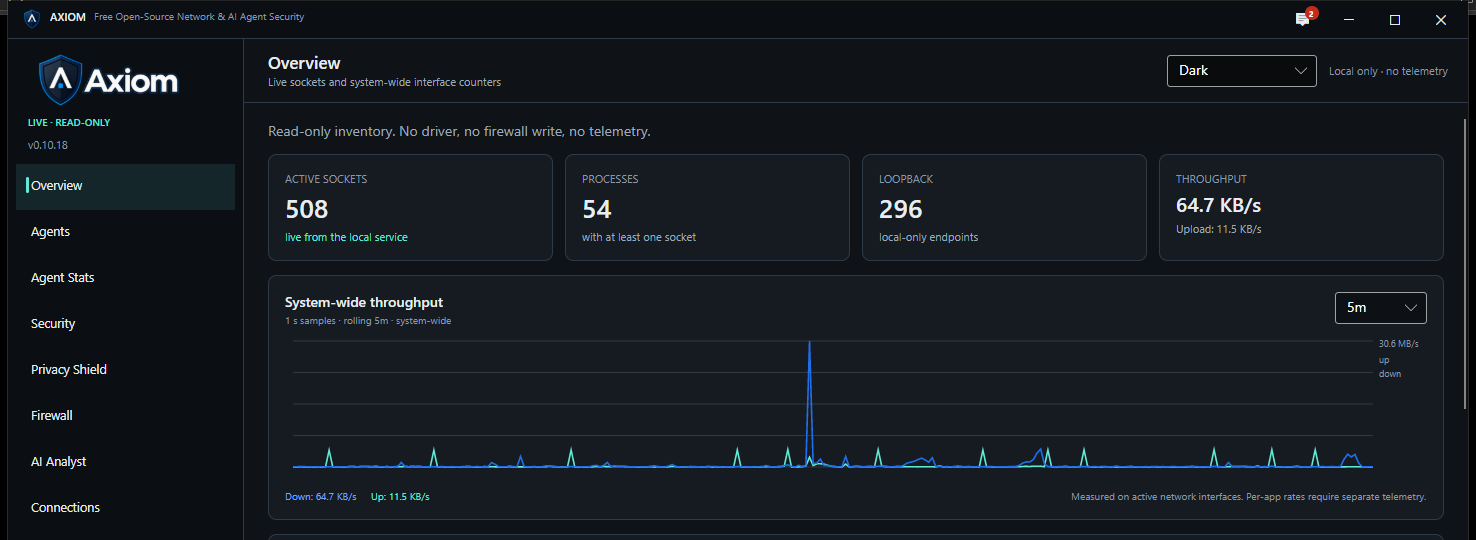 AXIOM Free Open-Source Network & AI Agent Security
2
Axiom
LIVE · READ-ONLY
v0.10.18
Overview
Agents
Agent Stats
Security
Privacy Shield
Firewall
AI Analyst
Connections
Overview
Live sockets and system-wide interface counters
Dark
Local only · no telemetry
Read-only inventory. No driver, no firewall write, no telemetry.
ACTIVE SOCKETS
508
live from the local service
PROCESSES
54
with at least one socket
LOOPBACK
296
local-only endpoints
THROUGHPUT
64.7 KB/s
Upload: 11.5 KB/s
System-wide throughput
1 s samples · rolling 5m · system-wide
5m
30.6 MB/s
up
down
Down: 64.7 KB/s Up: 11.5 KB/s
Measured on active network interfaces. Per-app rates require separate telemetry.